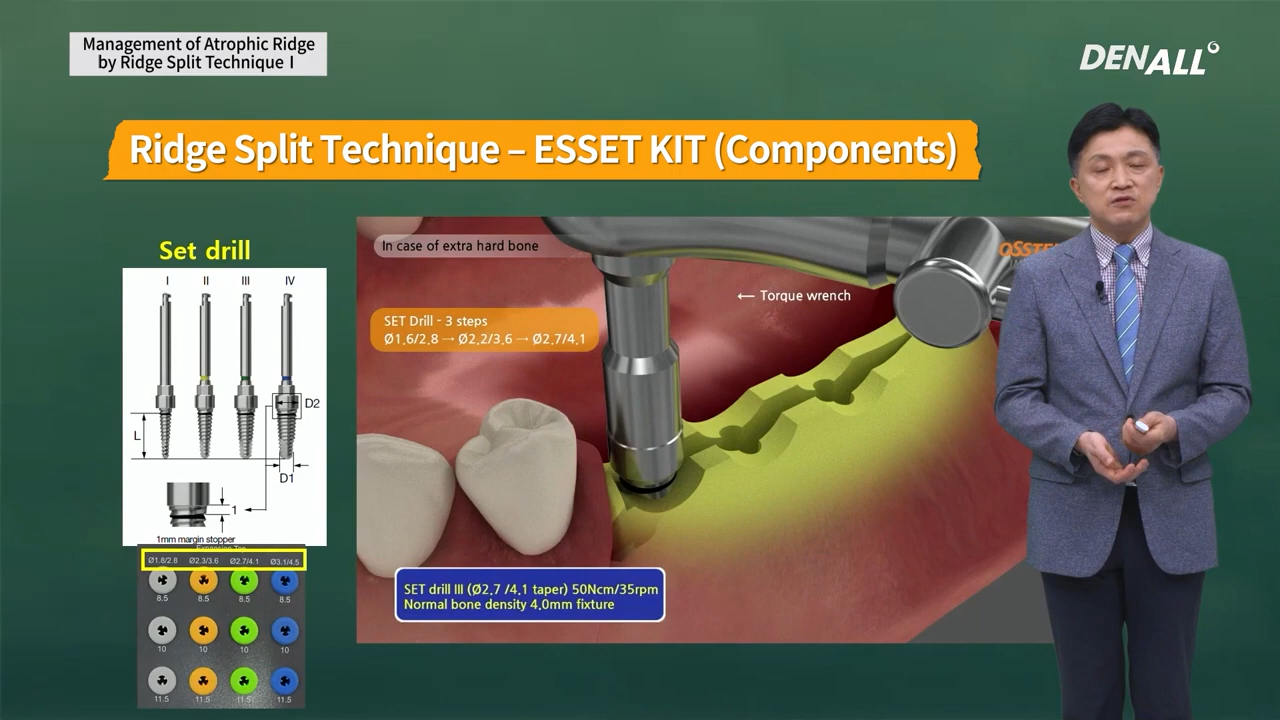 Management of Atrophic Ridge
by Ridge Split Technique I
DENALL
Ridge Split Technique – ESSET KIT (Components)
Set drill
I II III IV
D2
L
D1
1
1mm margin stopper
Expansion Tap
Ø1.8/2.8 Ø2.3/3.6 Ø2.7/4.1 Ø3.1/4.5
8.5 8.5 8.5 8.5
10 10 10 10
11.5 11.5 11.5 11.5
In case of extra hard bone
← Torque wrench
SET Drill - 3 steps
Ø1.6/2.8 → Ø2.2/3.6 → Ø2.7/4.1
SET drill III (Ø2.7 /4.1 taper) 50Ncm/35rpm
Normal bone density 4.0mm fixture